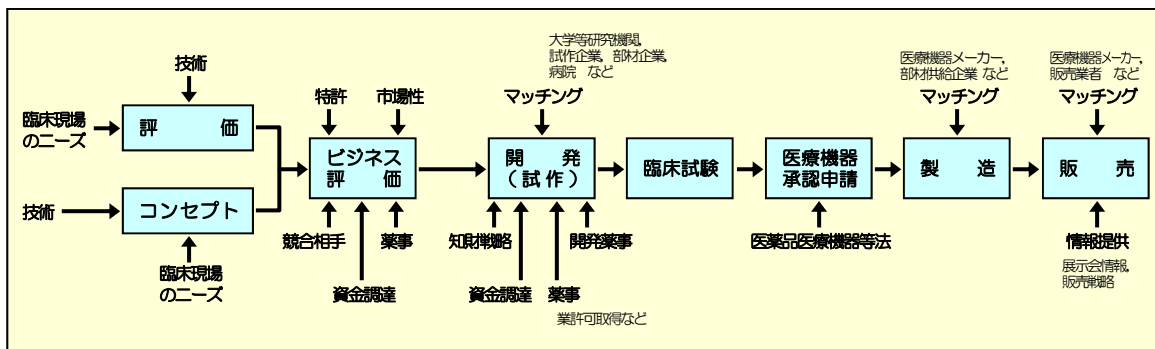 大学等研究機関,
試作企業, 部材企業,
病院 など
医療機器メーカー,
部材供給企業 など
医療機器メーカー,
販売業者 など
技術
特許
市場性
マッチング
マッチング
マッチング
臨床現場
のニーズ
評 価
ビジネス
評 価
開 発
(試 作)
臨床試験
医療機器
承認申請
製 造
販 売
技術
コンセプト
競合相手
薬事
知財戦略
開発薬事
医薬品医療機器等法
情報提供
臨床現場
のニーズ
資金調達
資金調達
薬事
展示会情報,
販売戦略
業許可取得など